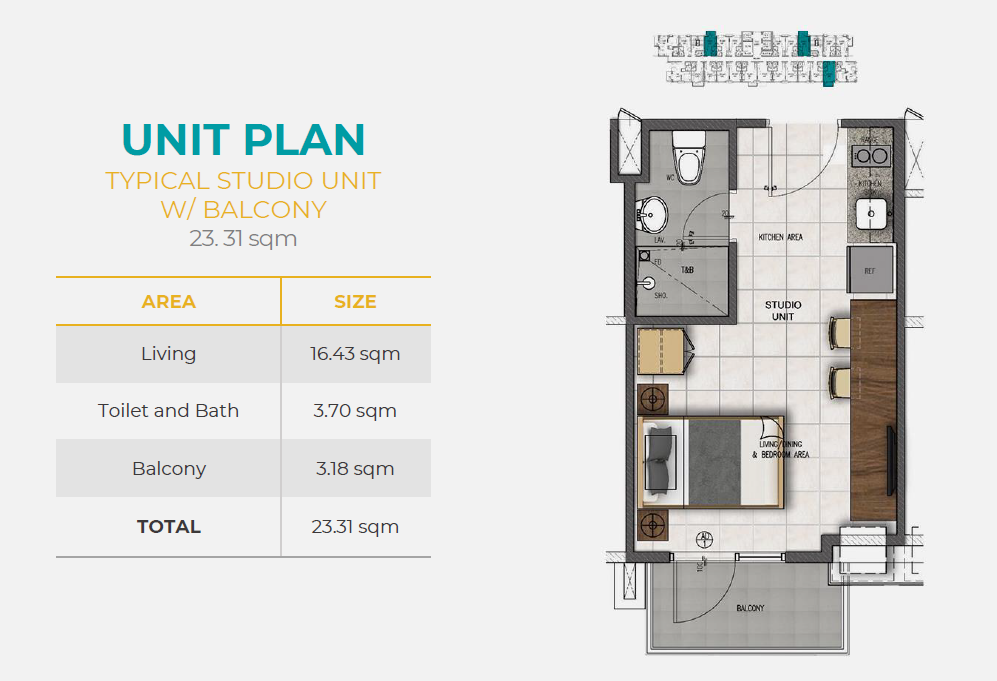 UNIT PLAN
TYPICAL STUDIO UNIT
W/ BALCONY
23. 31 sqm
AREA SIZE
Living 16.43 sqm
Toilet and Bath 3.70 sqm
Balcony 3.18 sqm
TOTAL 23.31 sqm
WC
KITCHEN
LAV.
KITCHEN AREA
FD
T&B
REF
SHO.
STUDIO
UNIT
LIVING/DINING
& BEDROOM AREA
BALCONY